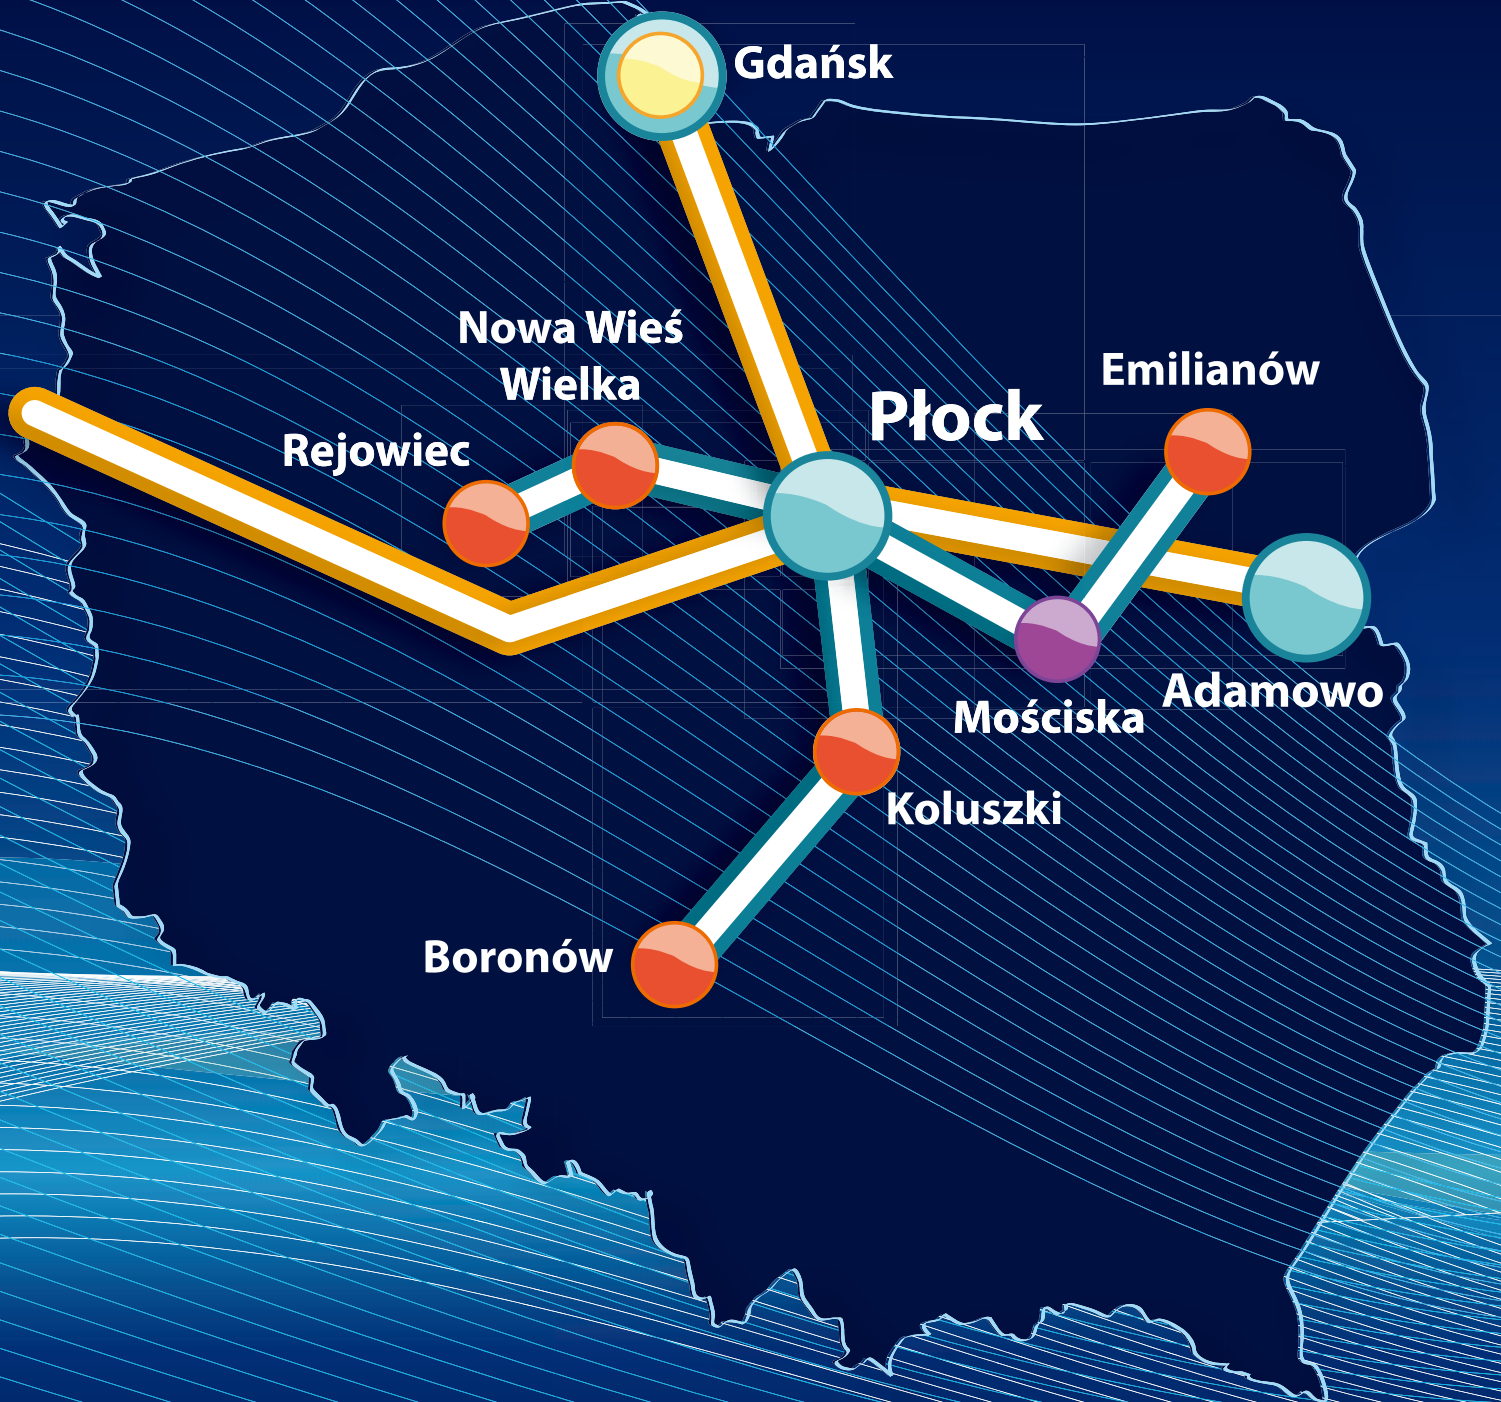 Gdańsk
Nowa Wieś
Wielka
Emilianów
Płock
Rejowiec
Adamowo
Mościska
Koluszki
Boronów